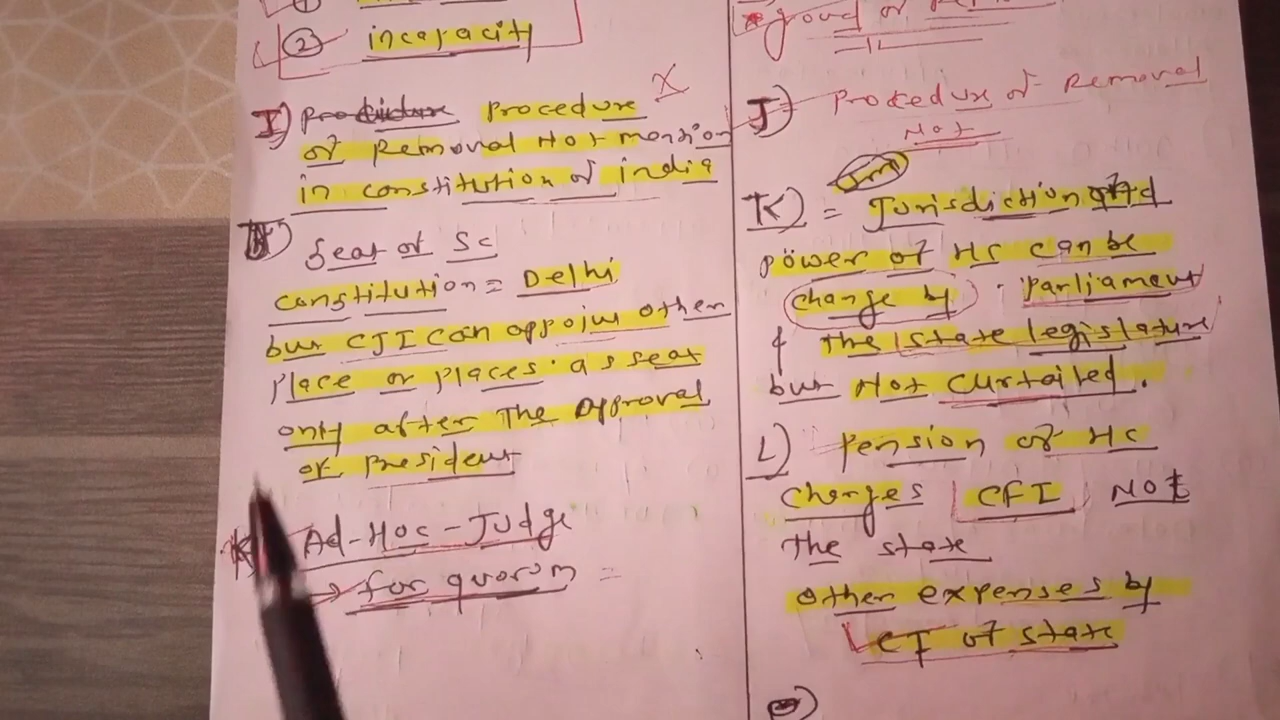 ② incapacity
I) Procedure X
of Removal Not mention
in constitution of india
Seat of Sc
constitution = Delhi
but CJI can appoint other
Place or places as seat
only after The Approval
of President
K) Ad-Hoc-Judge
→ for quorum =
ground of
J) Procedure of Removal
Not
K) = Jurisdiction and
power of HC can be
change by Parliament
& The State legislature
but Not curtailed.
L) Pension of HC
Charges CFI NOt
The state
Other expenses by
CF of state